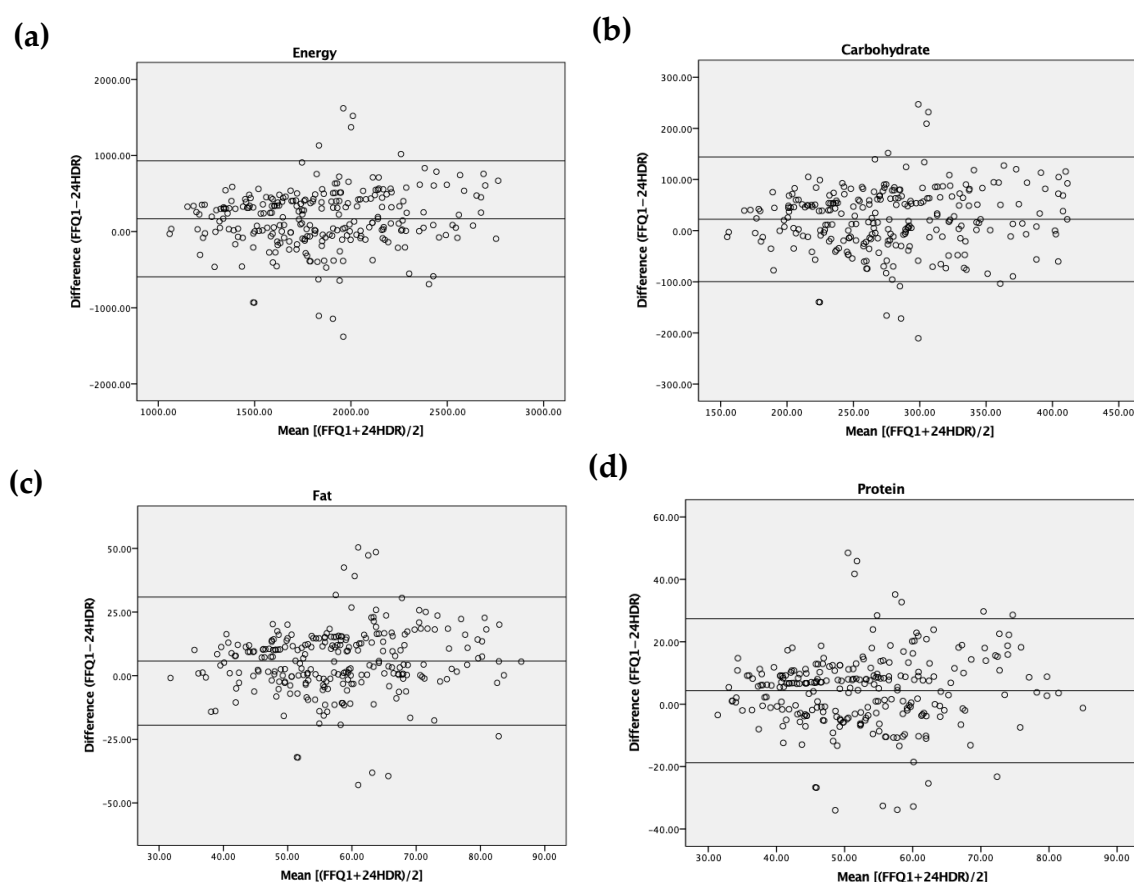 (a)
Energy
Difference (FFQ1−24HDR)
2000.00
1000.00
0.00
−1000.00
−2000.00
1000.00 1500.00 2000.00 2500.00 3000.00
Mean [(FFQ1+24HDR)/2]
(b)
Carbohydrate
Difference (FFQ1−24HDR)
300.00
200.00
100.00
0.00
−100.00
−200.00
−300.00
150.00 200.00 250.00 300.00 350.00 400.00 450.00
Mean [(FFQ1+24HDR)/2]
(c)
Fat
Difference (FFQ1−24HDR)
50.00
25.00
0.00
−25.00
−50.00
30.00 40.00 50.00 60.00 70.00 80.00 90.00
Mean [(FFQ1+24HDR)/2]
(d)
Protein
Difference (FFQ1−24HDR)
60.00
40.00
20.00
0.00
−20.00
−40.00
30.00 40.00 50.00 60.00 70.00 80.00 90.00
Mean [(FFQ1+24HDR)/2]